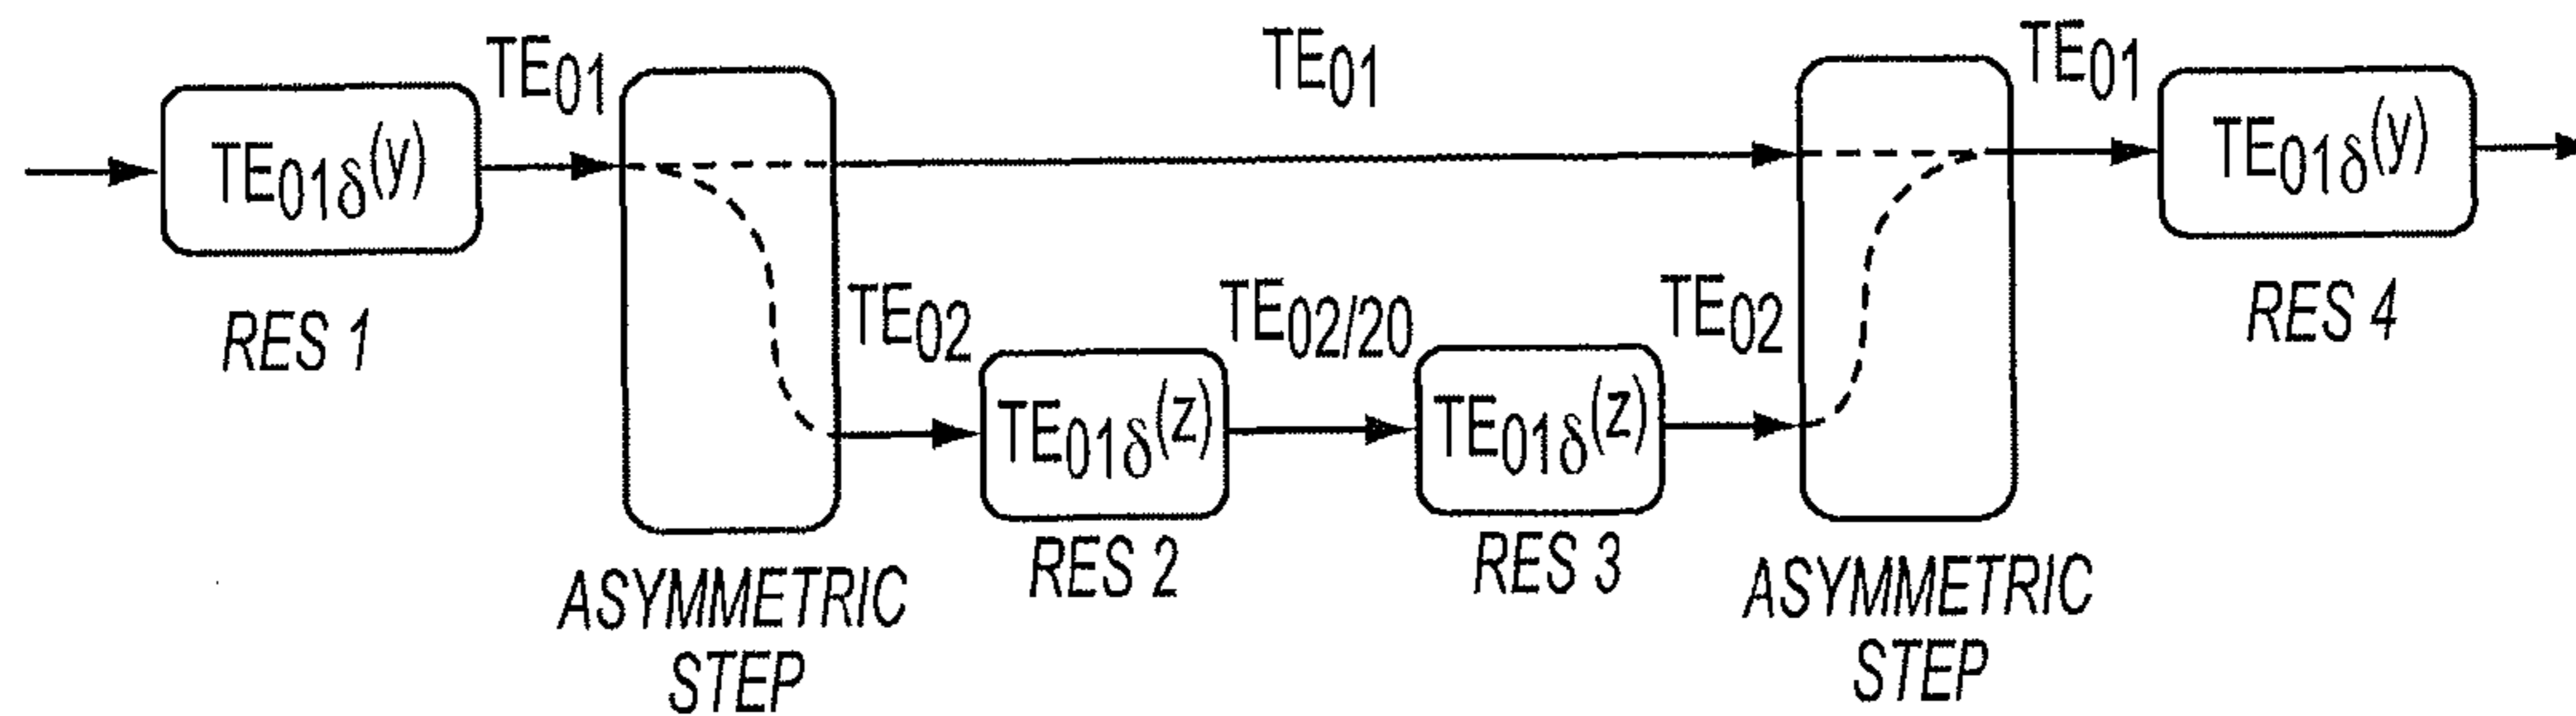 TE01
TE01
TE01
TE01δ(y)
TE01δ(y)
RES 1
TE02
TE02/20
TE02
RES 4
TE01δ(z)
TE01δ(z)
RES 2
RES 3
ASYMMETRIC
STEP
ASYMMETRIC
STEP